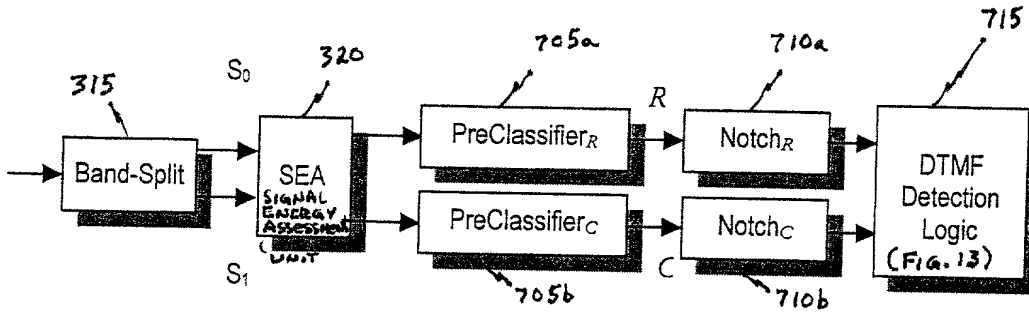 715
705a
710a
320
315
S0
R
PreClassifierR
NotchR
Band-Split
SEA
SIGNAL
ENERGY
Assessment
UNIT
DTMF
Detection
Logic
(FIG. 13)
PreClassifierC
NotchC
S1
C
705b
710b